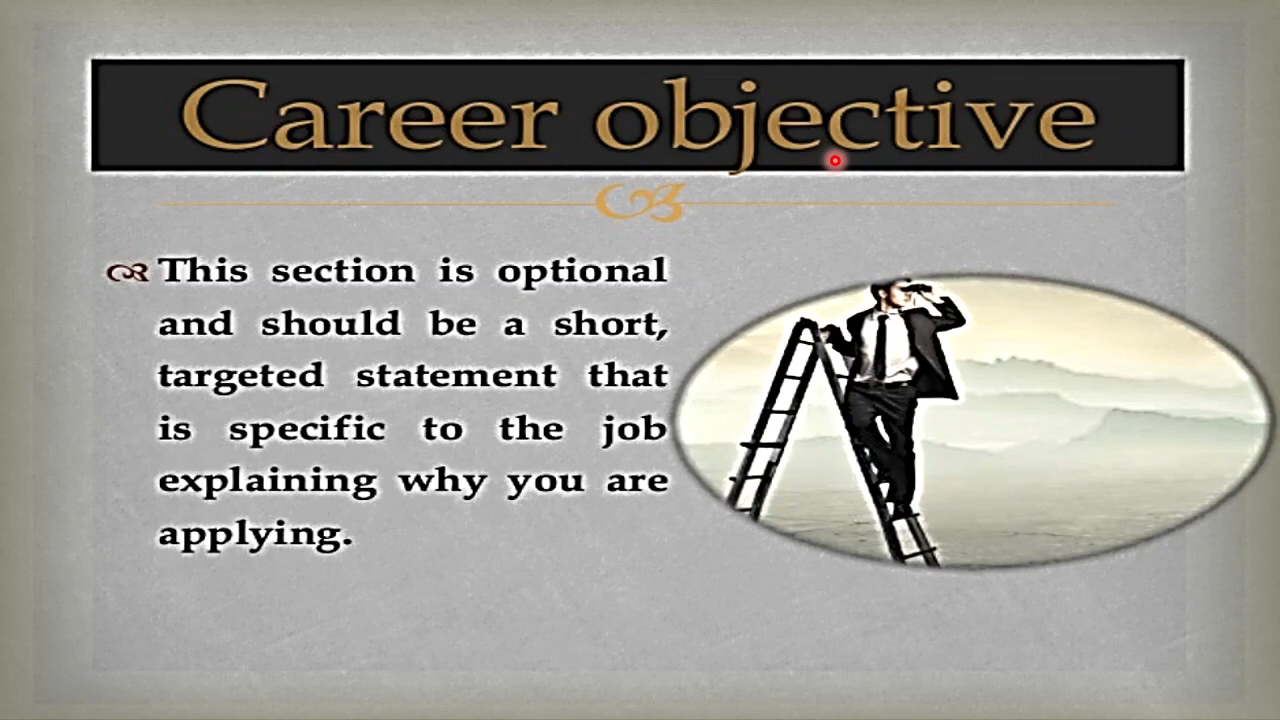 Career objective
This section is optional
and should be a short,
targeted statement that
is specific to the job
explaining why you are
applying.